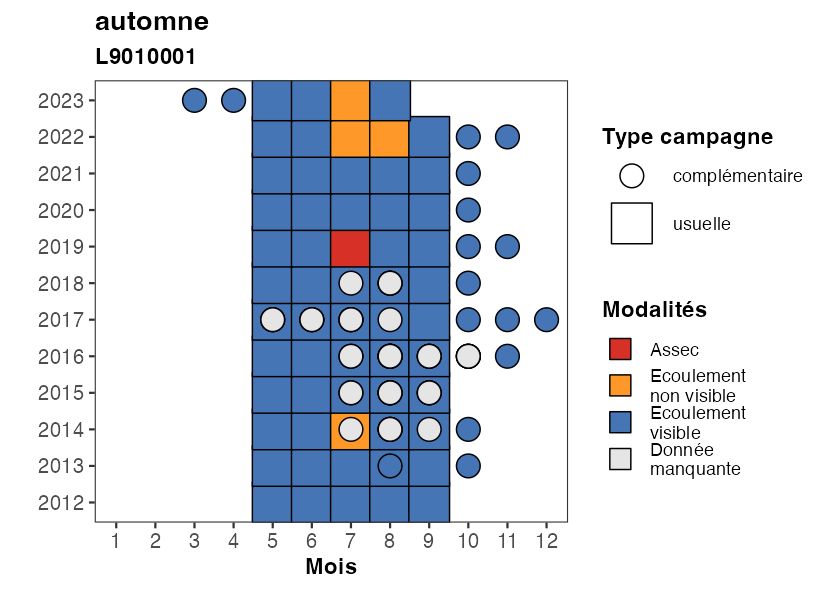 automne
L9010001
2023
2022
2021
2020
2019
2018
2017
2016
2015
2014
2013
2012
1 2 3 4 5 6 7 8 9 10 11 12
Mois
Type campagne
complémentaire
usuelle
Modalités
Assec
Ecoulement
non visible
Ecoulement
visible
Donnée
manquante